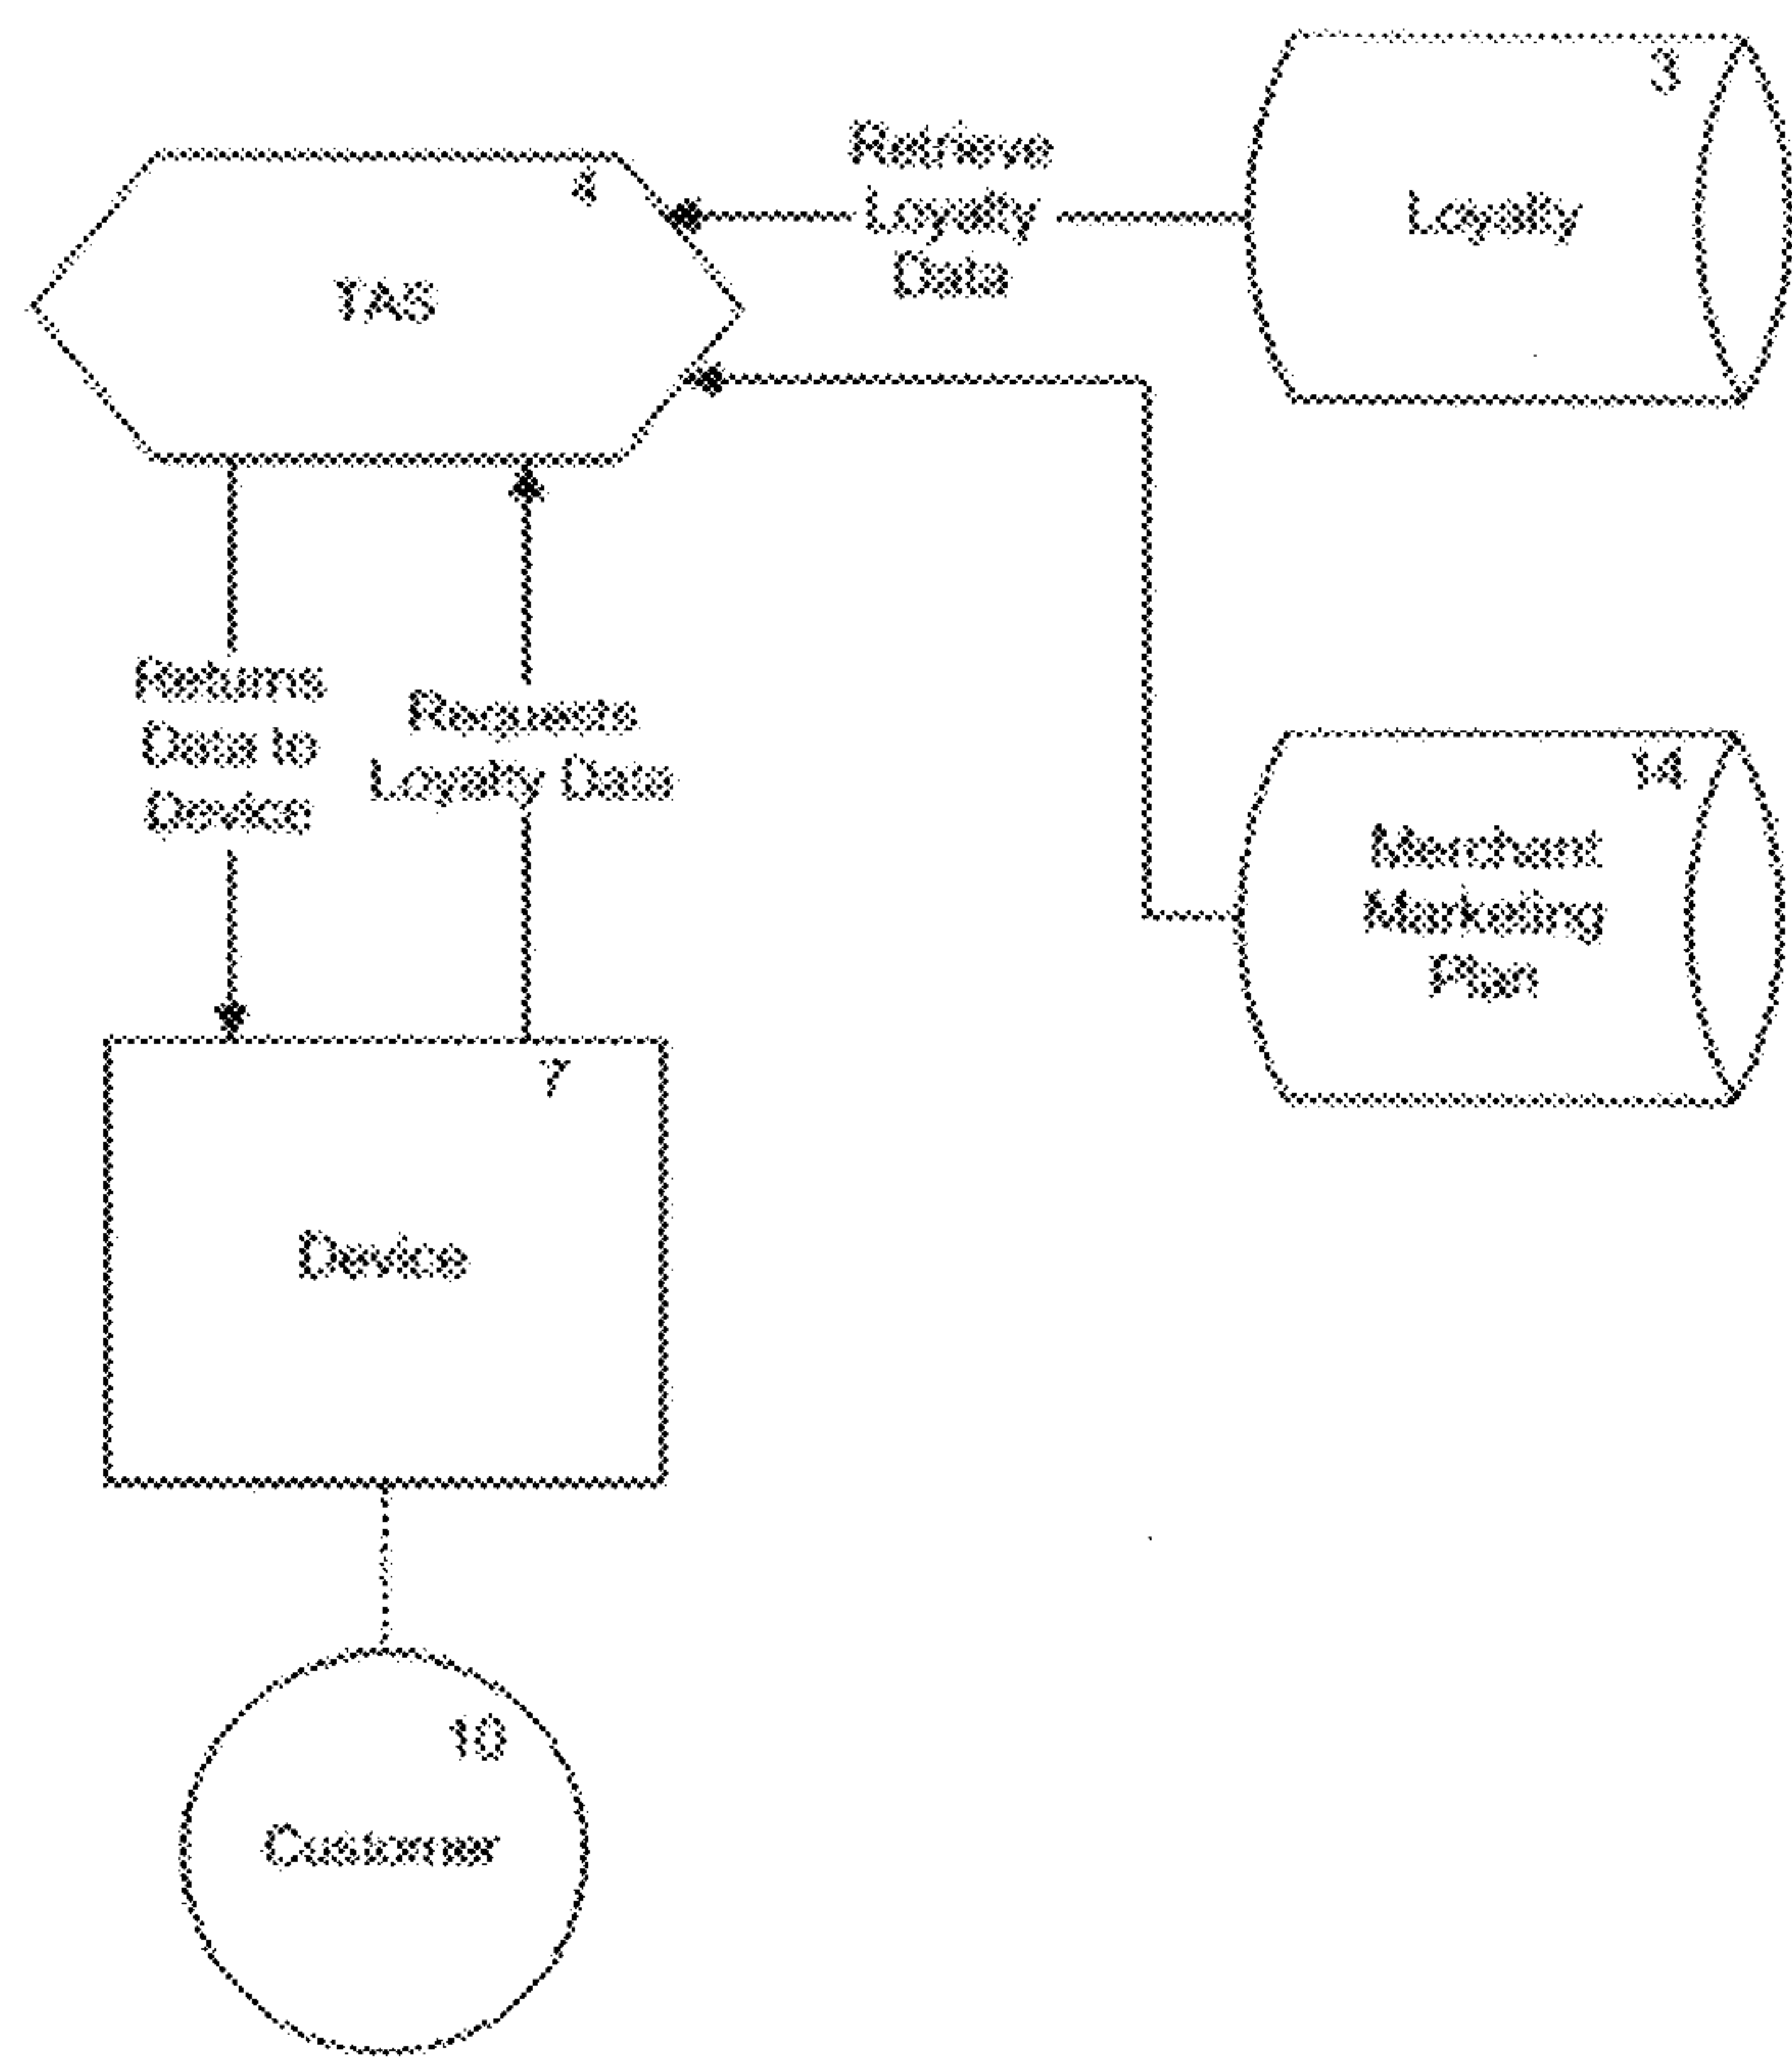 3
Retrieve
Loyalty
Data
Loyalty
4
TAS
Returns
Data to
Device
Requests
Loyalty Data
14
Merchant
Marketing
Plan
7
Device
10
Customer